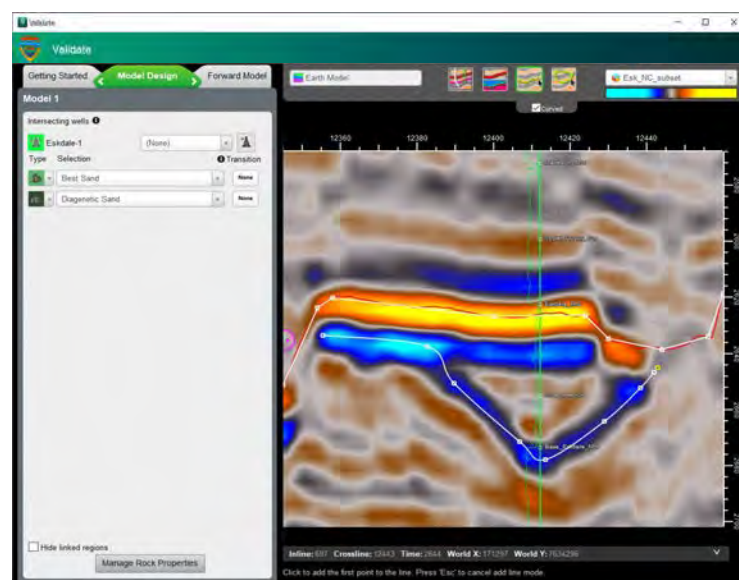 Validate
Validate
Getting Started
Model Design
Forward Model
Model 1
Intersecting wells
Eskdale-1
(None)
Type Selection Transition
Best Sand
None
Diagenetic Sand
None
Hide linked regions
Manage Rock Properties
Earth Model
Esk_NC_subset
Curved
12360 12380 12400 12420 12440
Inline: 697 Crossline: 12443 Time: 2644 World X: 171297 World Y: 7634296
Click to add the first point to the line. Press 'Esc' to cancel add line mode.